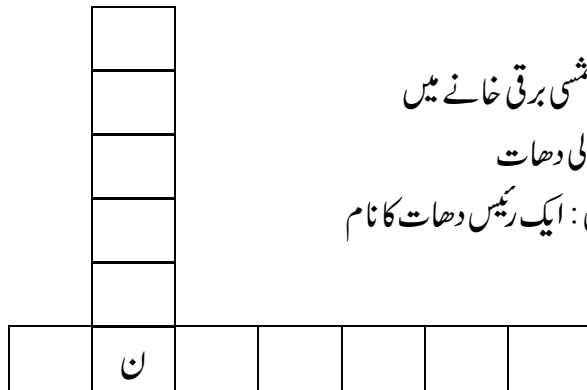 شمسی برقی خانے میں
دھات
: ایک رئیس دھات کا نام
ن